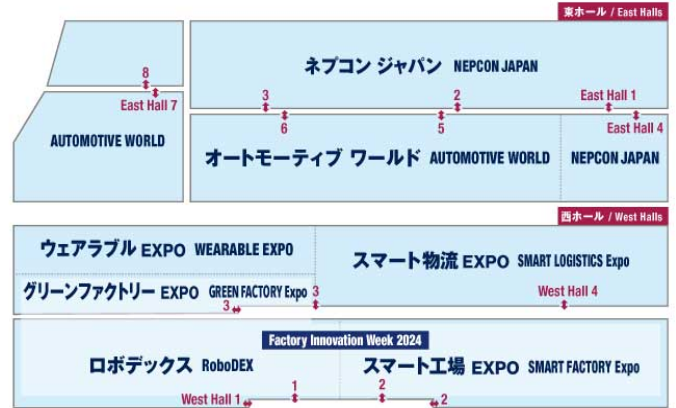 東ホール / East Halls
ネプコン ジャパン NEPCON JAPAN
8
East Hall 7
3
2
East Hall 1
6
5
East Hall 4
AUTOMOTIVE WORLD
オートモーティブ ワールド AUTOMOTIVE WORLD
NEPCON JAPAN
西ホール / West Halls
ウェアラブル EXPO WEARABLE EXPO
スマート物流 EXPO SMART LOGISTICS Expo
グリーンファクトリー EXPO GREEN FACTORY Expo
3
3
West Hall 4
Factory Innovation Week 2024
ロボデックス RoboDEX
スマート工場 EXPO SMART FACTORY Expo
West Hall 1
1
2
2